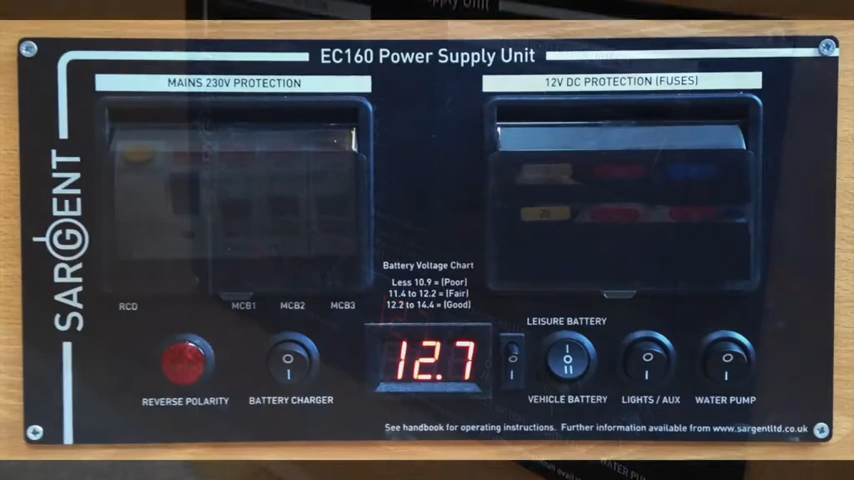 EC160 Power Supply Unit
MAINS 230V PROTECTION
12V DC PROTECTION (FUSES)
SARGENT
Battery Voltage Chart
Less 10.9 = (Poor)
11.4 to 12.2 = (Fair)
12.2 to 14.4 = (Good)
RCD MCB1 MCB2 MCB3
LEISURE BATTERY
12.7
REVERSE POLARITY BATTERY CHARGER VEHICLE BATTERY LIGHTS / AUX WATER PUMP
See handbook for operating instructions. Further information available from www.sargentltd.co.uk